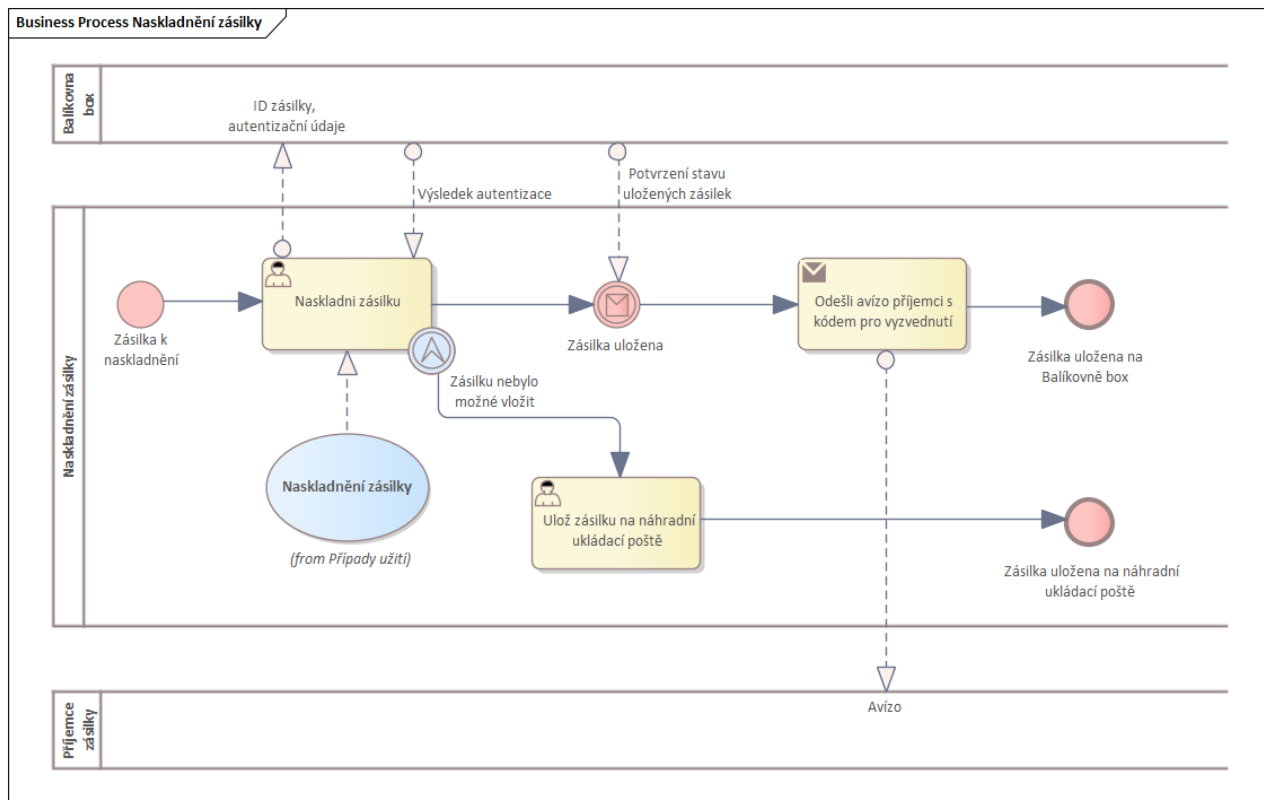 Business Process Naskladnění zásilky
Balíkovna
box
ID zásilky,
autentizační údaje
Výsledek autentizace
Potvrzení stavu
uložených zásilek
Naskladnění zásilky
Zásilka k
naskladnění
Naskladni zásilku
Zásilka uložena
Odešli avízo příjemci s
kódem pro vyzvednutí
Zásilka uložena na
Balíkovně box
Zásilku nebylo
možné vložit
Naskladnění zásilky
(from Případy užití)
Ulož zásilku na náhradní
ukládací poště
Zásilka uložena na náhradní
ukládací poště
Příjemce
zásilky
Avízo